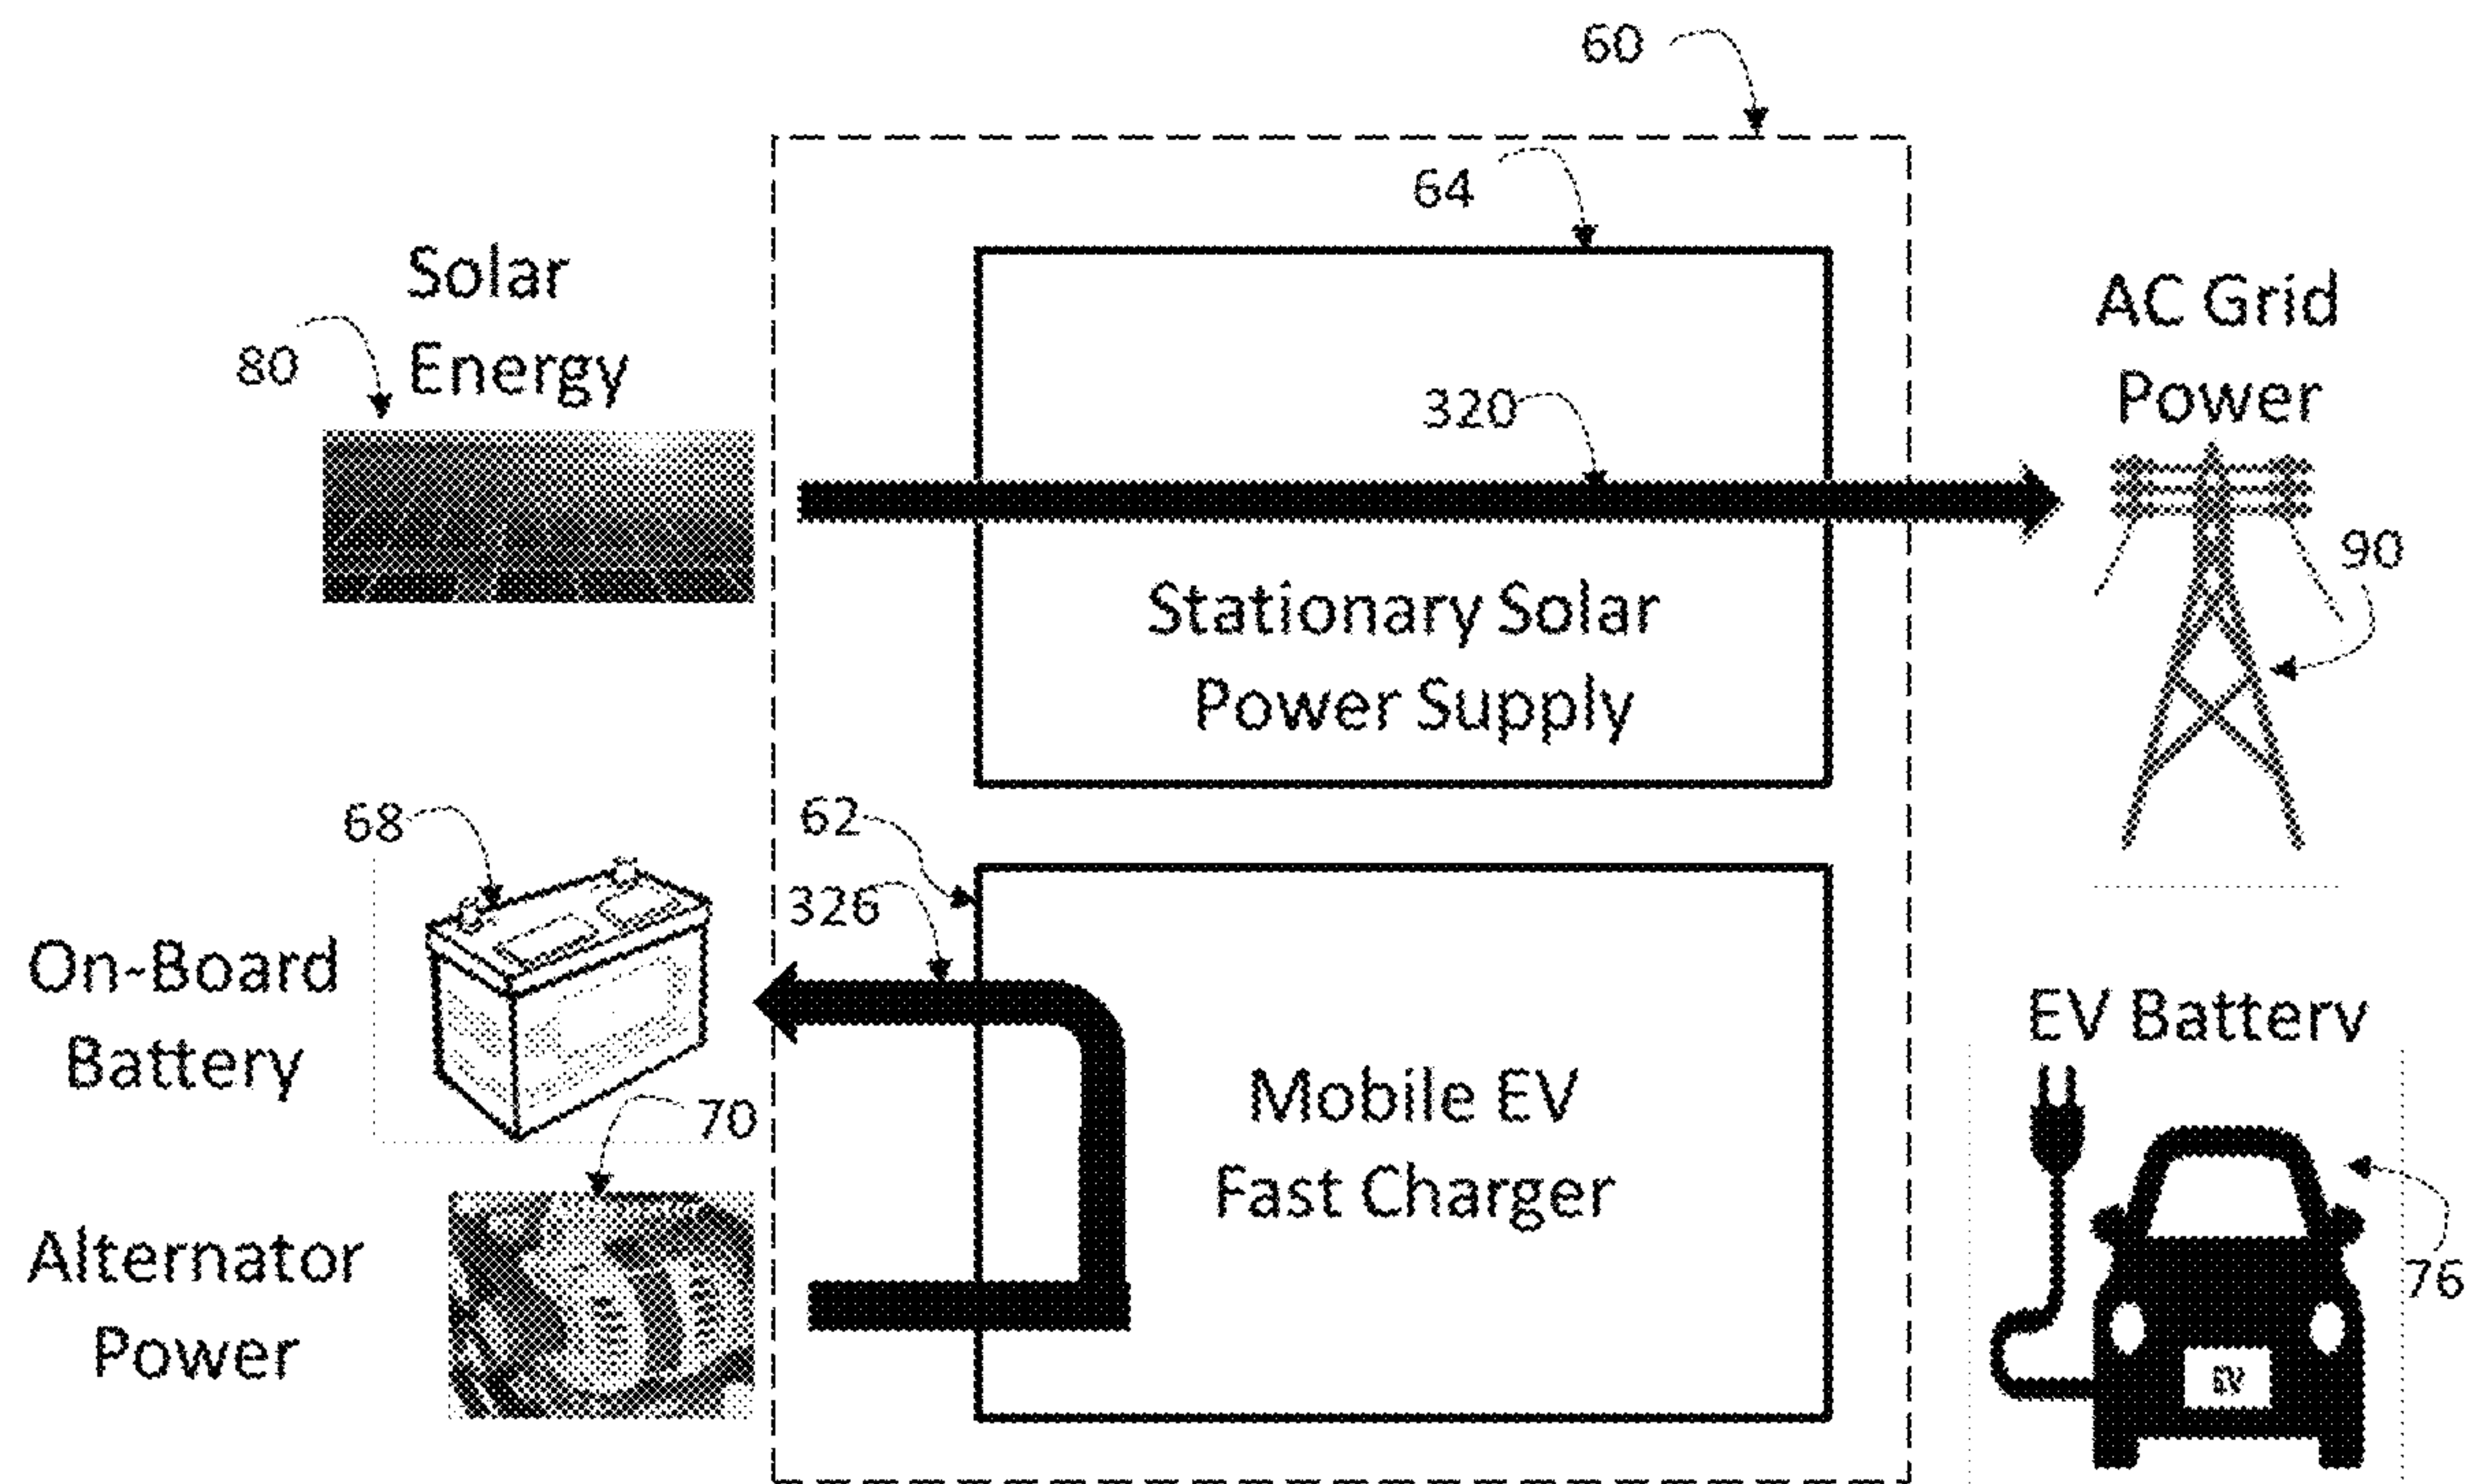 60
64
Solar
Energy
80
AC Grid
Power
320
90
Stationary Solar
Power Supply
68
62
326
On-Board
Battery
EV Battery
70
Mobile EV
Fast Charger
Alternator
Power
76
EV